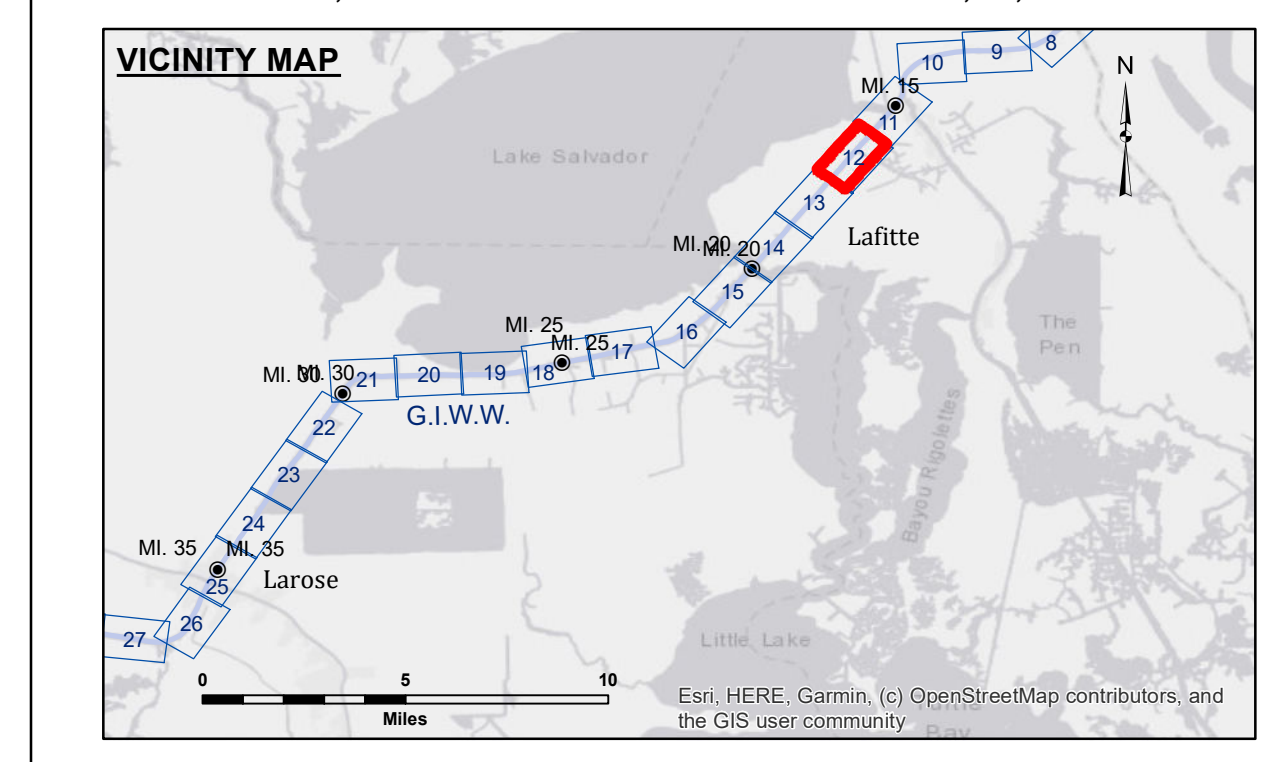 VICINITY MAP
8
9
10
N
MI. 15
11
Lake Salvador
12
13
Lafitte
MI. 20
MI. 20
14
15
The
Pen
16
MI. 25
MI. 25
17
18
19
20
21
MI. 30
MI. 30
G.I.W.W.
22
Bayou Rigolettes
23
24
MI. 35
MI. 35
25
Larose
26
27
Little Lake
0 5 10
Miles
Esri, HERE, Garmin, (c) OpenStreetMap contributors, and
the GIS user community
Bay